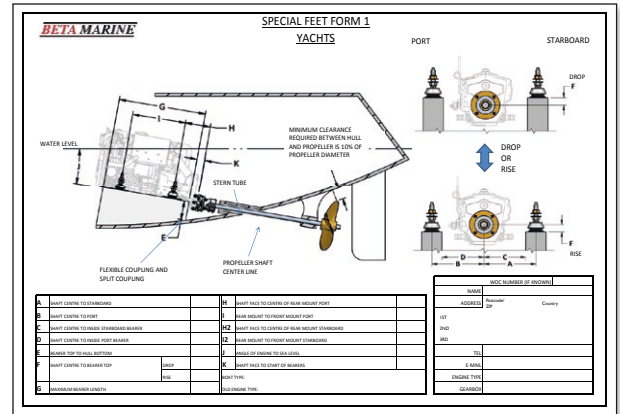 BETA MARINE
SPECIAL FEET FORM 1
YACHTS
PORT
STARBOARD
DROP
F
G
I
H
K
WATER LEVEL
J
MINIMUM CLEARANCE
REQUIRED BETWEEN HULL
AND PROPELLER IS 10% OF
PROPELLER DIAMETER
STERN TUBE
DROP
OR
RISE
E
FLEXIBLE COUPLING AND
SPLIT COUPLING
PROPELLER SHAFT
CENTER LINE
F
RISE
D
C
B
A
WOC NUMBER (IF KNOWN)
NAME
ADDRESS
Postcode/
ZIP
Country
1ST
2ND
3RD
TEL
E-MAIL
ENGINE TYPE
GEARBOX
A SHAFT CENTRE TO STARBOARD
H SHAFT FACE TO CENTRE OF REAR MOUNT PORT
B SHAFT CENTRE TO PORT
I REAR MOUNT TO FRONT MOUNT PORT
C SHAFT CENTRE TO INSIDE STARBOARD BEARER
H2 SHAFT FACE TO CENTRE OF REAR MOUNT STARBOARD
D SHAFT CENTRE TO INSIDE PORT BEARER
I2 REAR MOUNT TO FRONT MOUNT STARBOARD
E BEARER TOP TO HULL BOTTOM
J ANGLE OF ENGINE TO SEA LEVEL
F SHAFT CENTRE TO BEARER TOP DROP
K SHAFT FACE TO START OF BEARERS
RISE
BOAT TYPE:
G MAXIMUM BEARER LENGTH
OLD ENGINE TYPE: